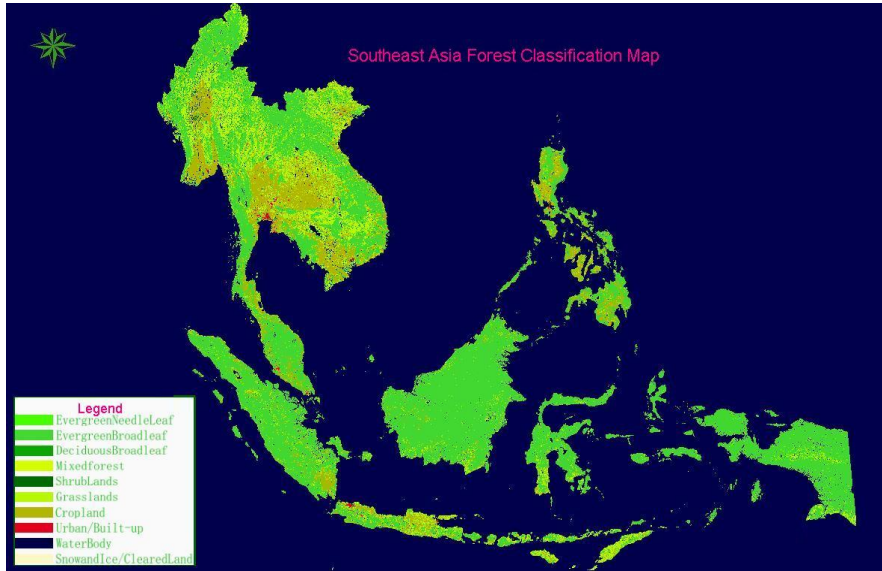 Southeast Asia Forest Classification Map
Legend
EvergreenNeedleLeaf
EvergreenBroadleaf
DeciduousBroadleaf
Mixedforest
ShrubLands
Grasslands
Cropland
Urban/Built-up
WaterBody
SnowandIce/ClearedLand